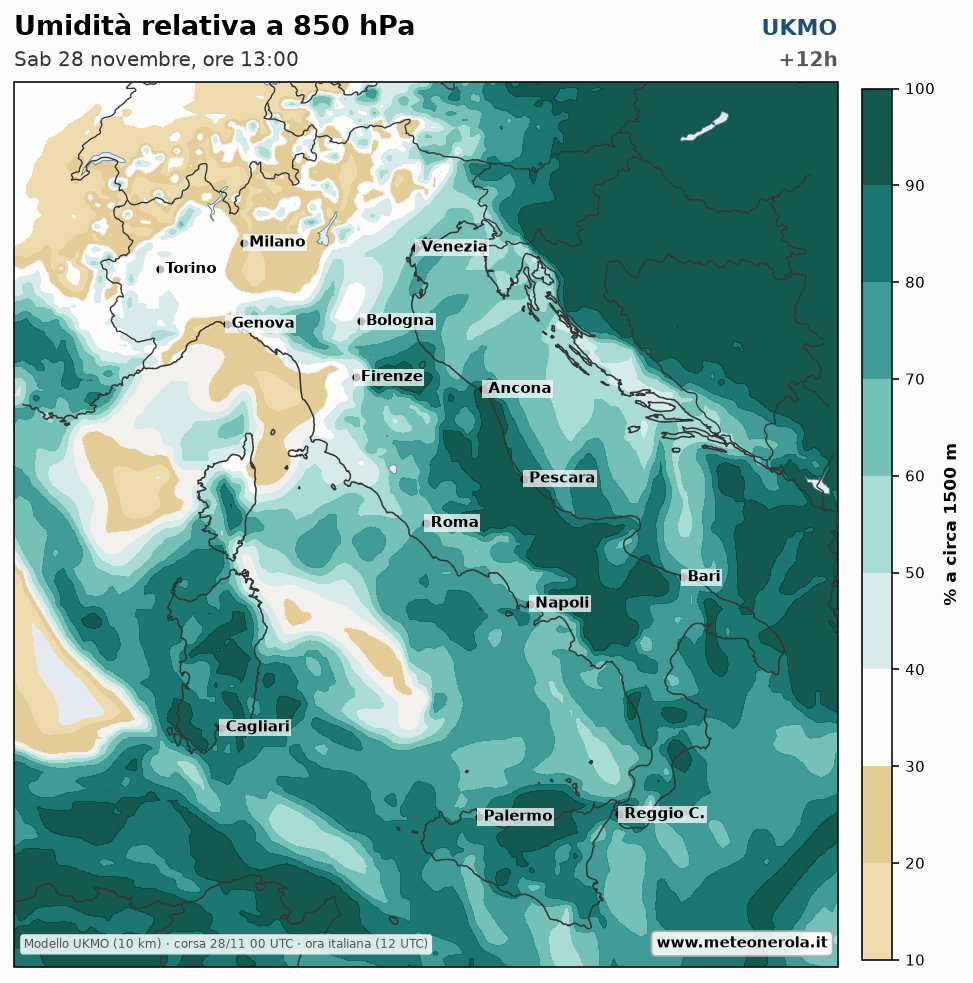 Umidità relativa a 850 hPa
UKMO
Sab 28 novembre, ore 13:00
+12h
100
90
80
70
60
50
40
30
20
10
% a circa 1500 m
Milano
Venezia
Torino
Genova
Bologna
Firenze
Ancona
Pescara
Roma
Bari
Napoli
Cagliari
Palermo
Reggio C.
Modello UKMO (10 km) · corsa 28/11 00 UTC · ora italiana (12 UTC)
www.meteonerola.it